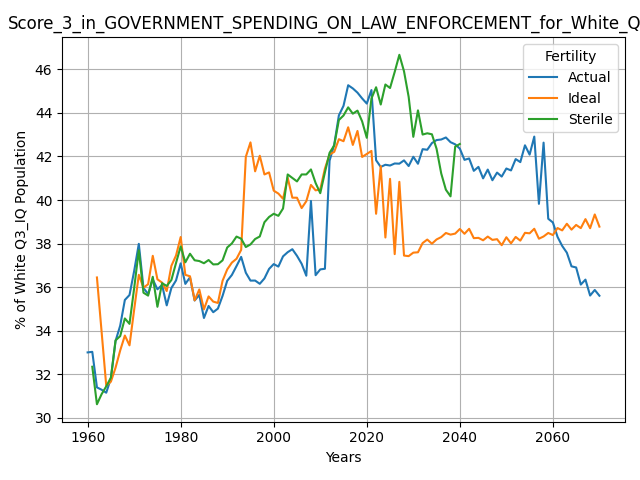 Score_3_in_GOVERNMENT_SPENDING_ON_LAW_ENFORCEMENT_for_White_Q
Fertility
Actual
Ideal
Sterile
% of White Q3_IQ Population
46
44
42
40
38
36
34
32
30
1960 1980 2000 2020 2040 2060
Years